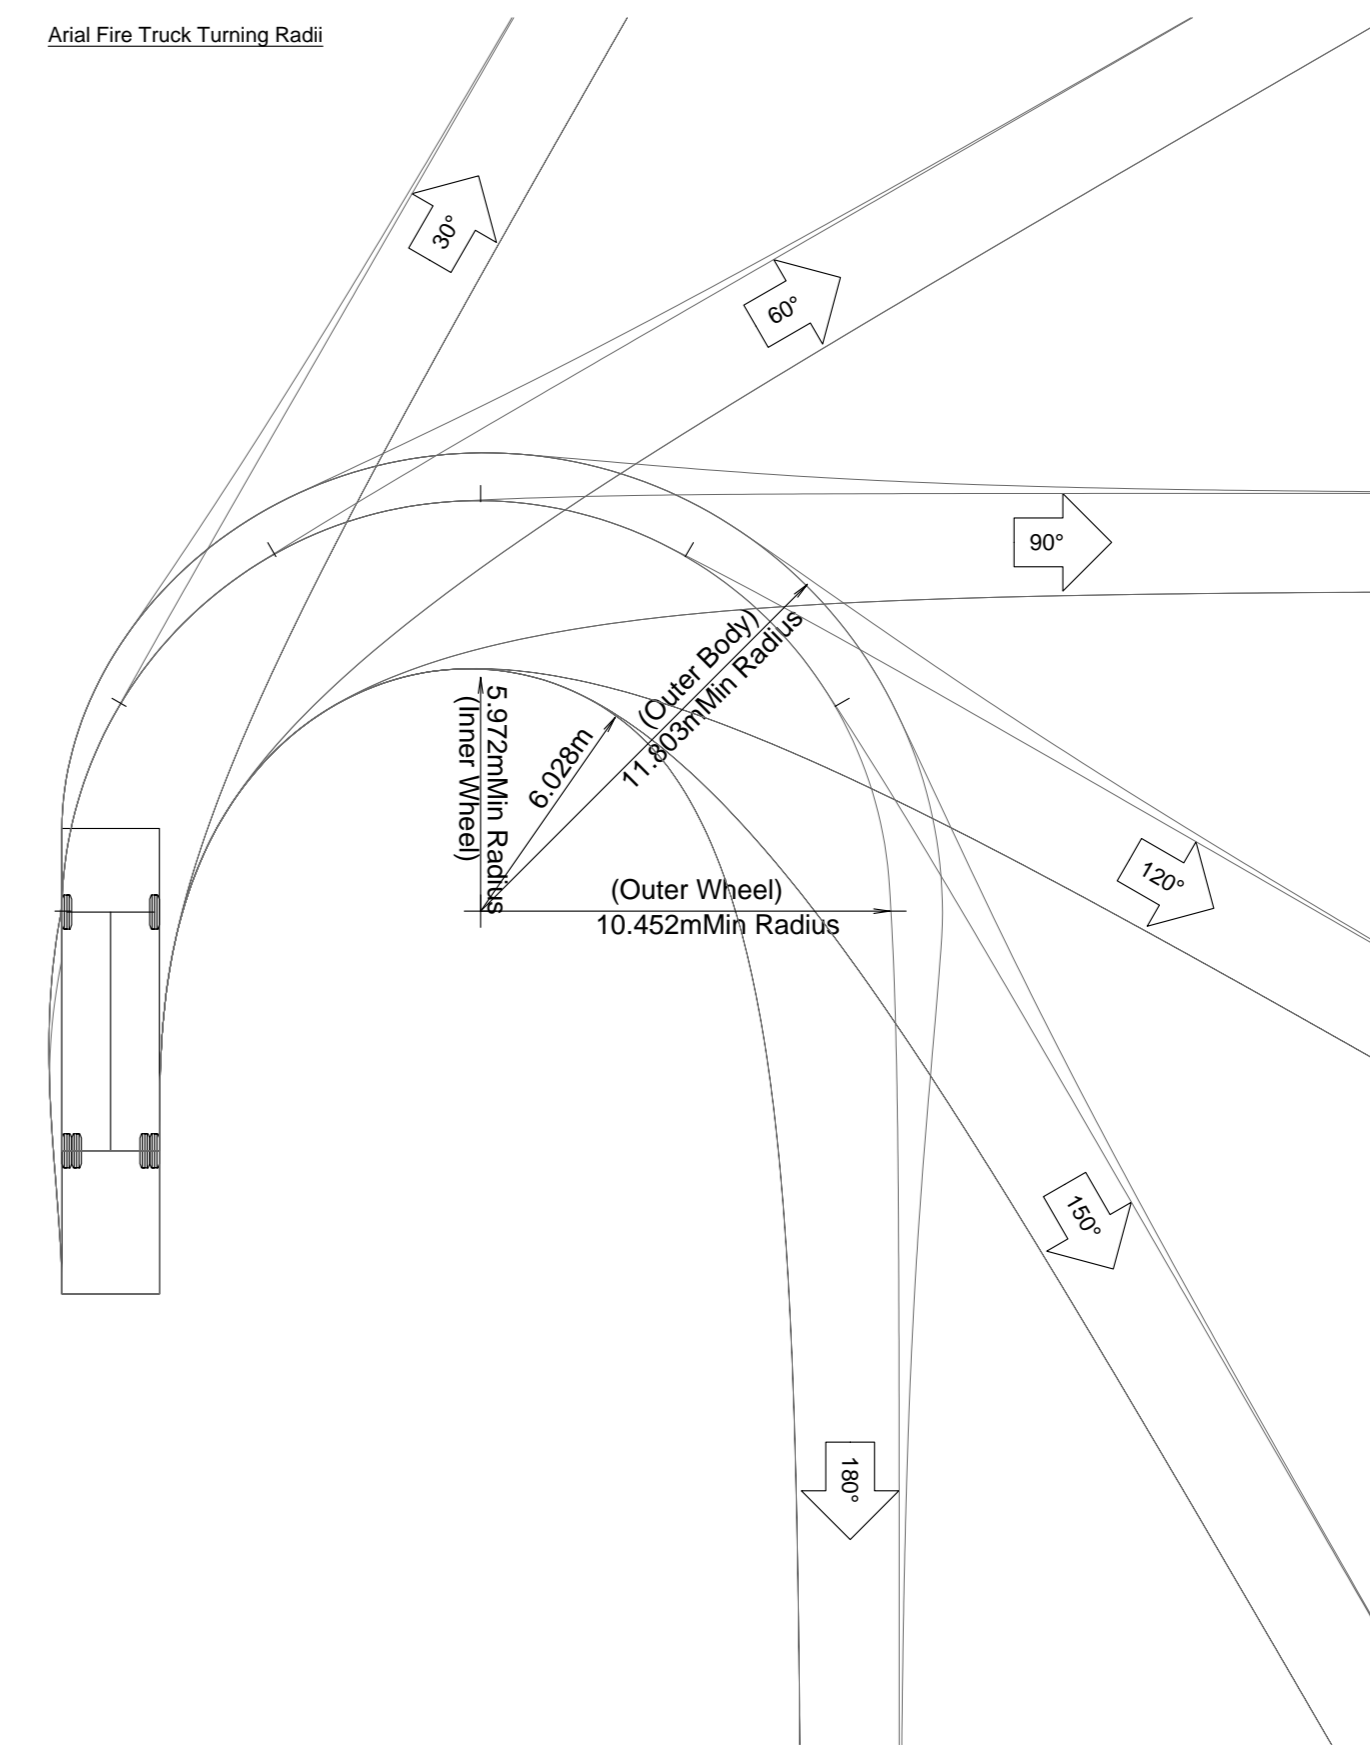 Arial Fire Truck Turning Radii
30°
60°
90°
(Outer Body)
11.803mMin Radius
5.972mMin Radius
(Inner Wheel)
6.028m
(Outer Wheel)
10.452mMin Radius
120°
150°
180°